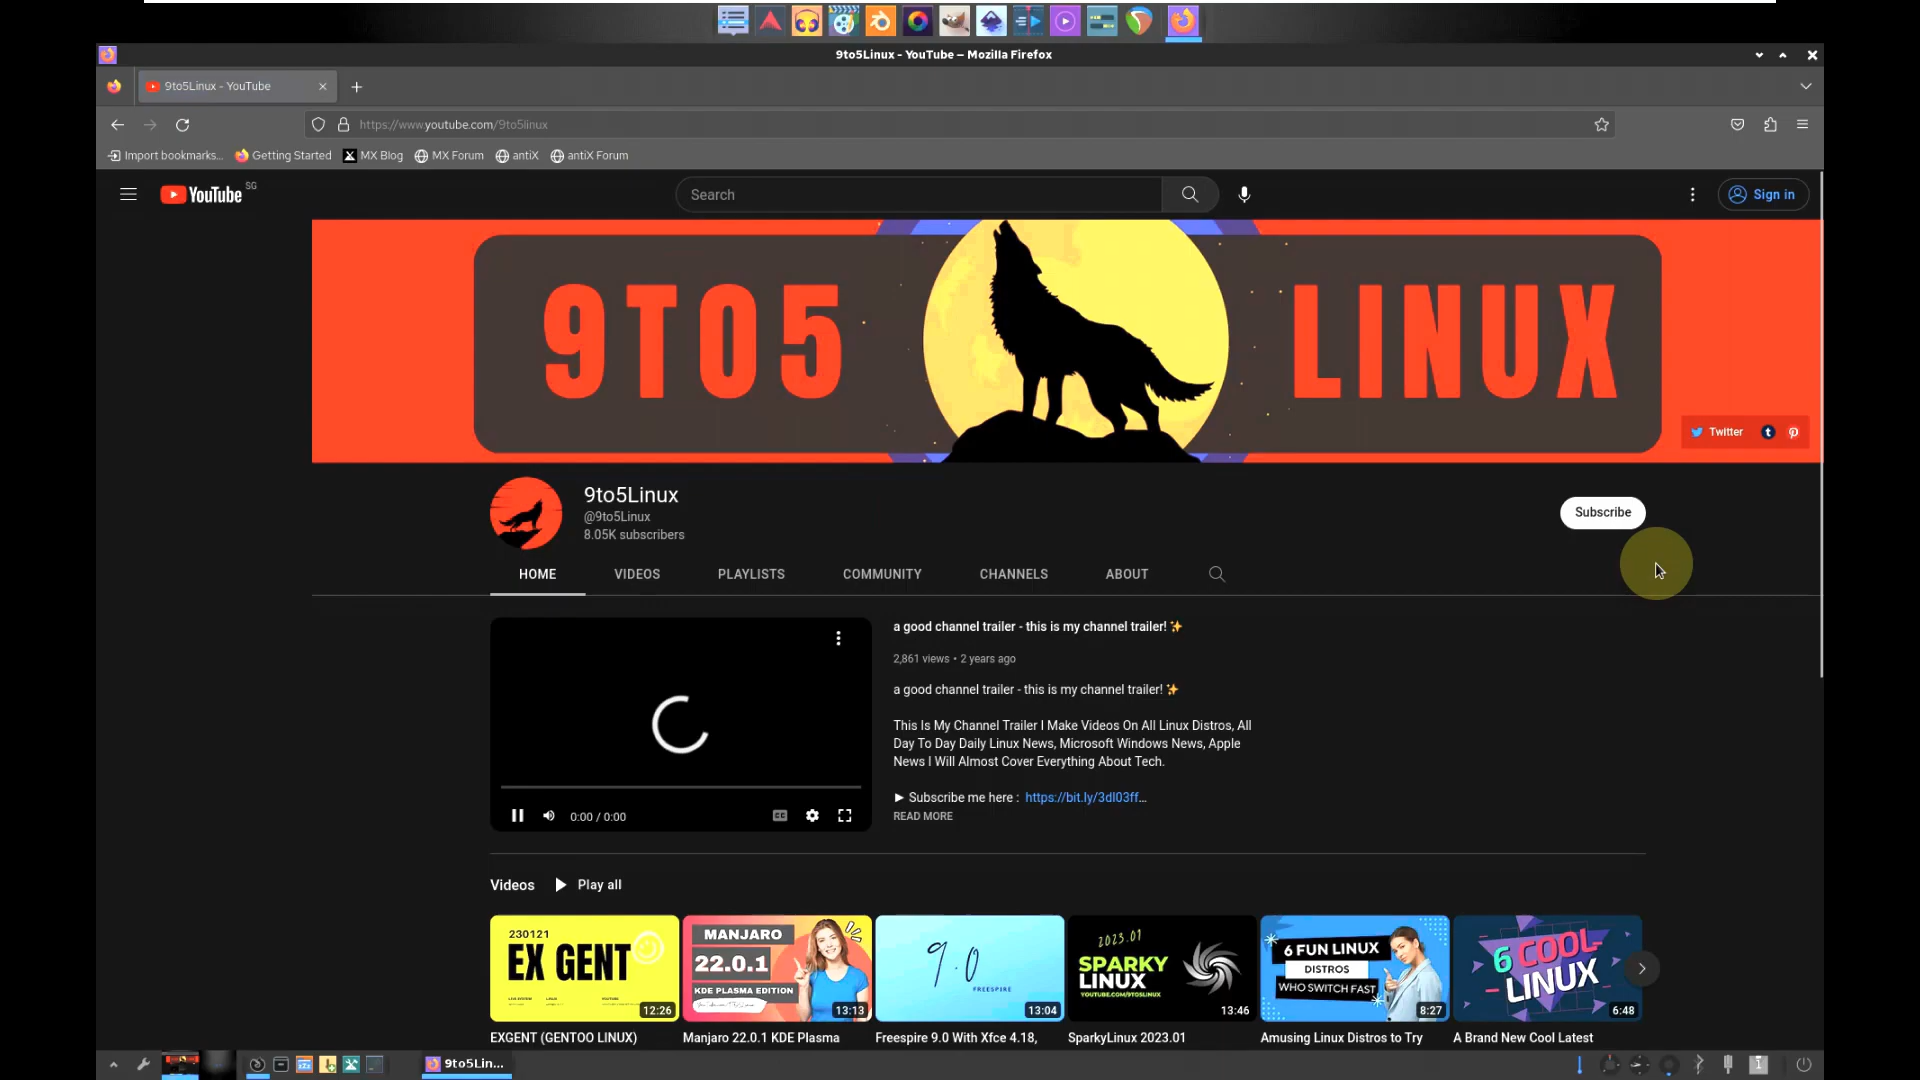 9to5Linux - YouTube — Mozilla Firefox
9to5Linux - YouTube
https://www.youtube.com/9to5linux
Import bookmarks... Getting Started MX Blog MX Forum antiX antiX Forum
YouTube SG
Search
Sign in
9TO5 LINUX
Twitter
9to5Linux
@9to5Linux
8.05K subscribers
Subscribe
HOME VIDEOS PLAYLISTS COMMUNITY CHANNELS ABOUT
a good channel trailer - this is my channel trailer! ✨
2,861 views • 2 years ago
a good channel trailer - this is my channel trailer! ✨
This Is My Channel Trailer I Make Videos On All Linux Distros, All
Day To Day Daily Linux News, Microsoft Windows News, Apple
News I Will Almost Cover Everything About Tech.
► Subscribe me here : https://bit.ly/3dI03ff...
READ MORE
0:00 / 0:00
Videos Play all
230121
EX GENT
12:26
MANJARO
22.0.1
KDE PLASMA EDITION
13:13
9.0
FREESPIRE
13:04
2023.01
SPARKY
LINUX
YOUTUBE.COM/9TO5LINUX
13:46
6 FUN LINUX
DISTROS
WHO SWITCH FAST
8:27
6 COOL
LINUX
6:48
EXGENT (GENTOO LINUX)
Manjaro 22.0.1 KDE Plasma
Freespire 9.0 With Xfce 4.18,
SparkyLinux 2023.01
Amusing Linux Distros to Try
A Brand New Cool Latest
9to5Lin...